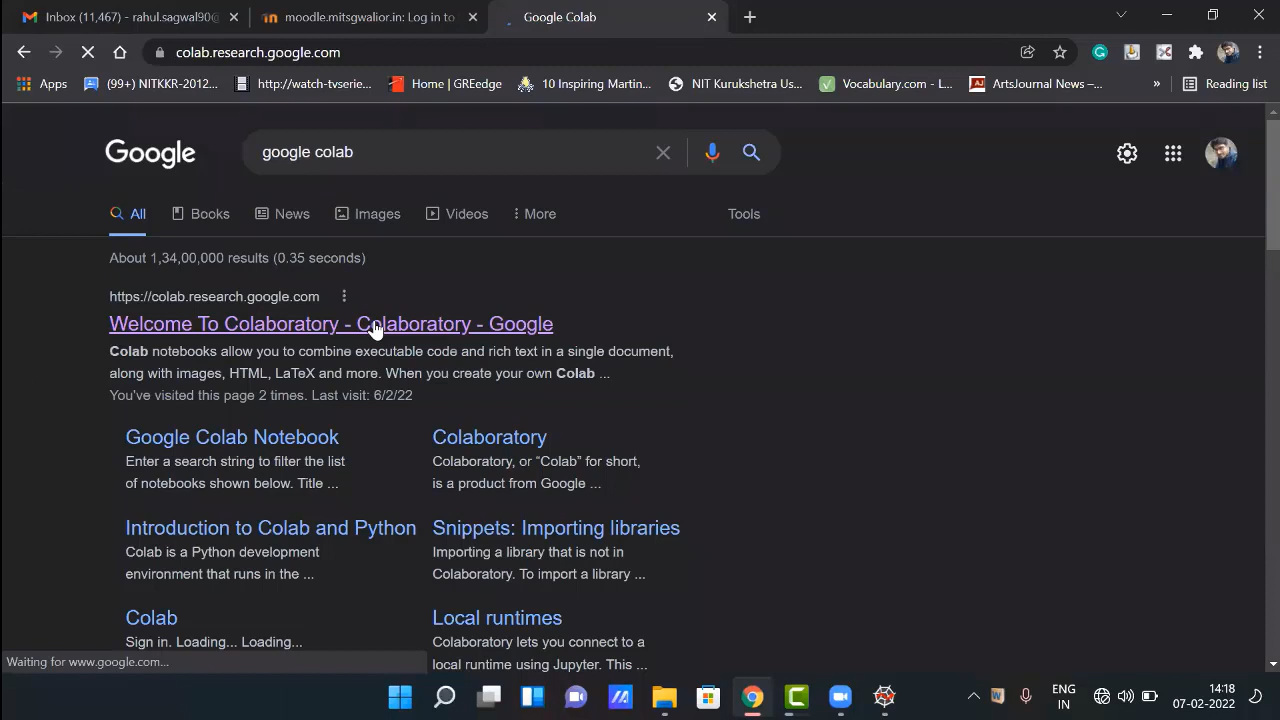 Inbox (11,467) - rahul.sagwal90@
moodle.mitsgwalior.in: Log in to
Google Colab
colab.research.google.com
Apps
(99+) NITKKR-2012...
http://watch-tvserie...
Home | GREedge
10 Inspiring Martin...
NIT Kurukshetra Us...
Vocabulary.com - L...
AJ
ArtsJournal News –...
»
Reading list
Google
google colab
All
Books
News
Images
Videos
More
Tools
About 1,34,00,000 results (0.35 seconds)
https://colab.research.google.com
Welcome To Colaboratory - Colaboratory - Google
Colab notebooks allow you to combine executable code and rich text in a single document,
along with images, HTML, LaTeX and more. When you create your own Colab ...
You've visited this page 2 times. Last visit: 6/2/22
Google Colab Notebook
Enter a search string to filter the list
of notebooks shown below. Title ...
Colaboratory
Colaboratory, or “Colab” for short,
is a product from Google ...
Introduction to Colab and Python
Colab is a Python development
environment that runs in the ...
Snippets: Importing libraries
Importing a library that is not in
Colaboratory. To import a library ...
Colab
Sign in. Loading... Loading...
Local runtimes
Colaboratory lets you connect to a
local runtime using Jupyter. This ...
Waiting for www.google.com...
ENG
IN
14:18
07-02-2022